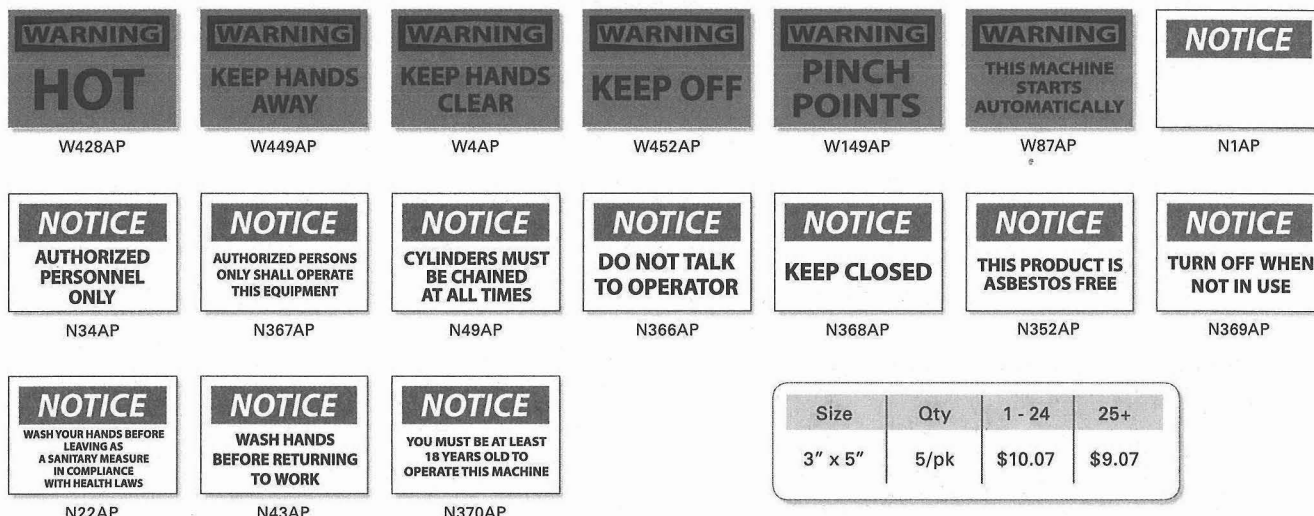 WARNING
HOT
W428AP
WARNING
KEEP HANDS
AWAY
W449AP
WARNING
KEEP HANDS
CLEAR
W4AP
WARNING
KEEP OFF
W452AP
WARNING
PINCH
POINTS
W149AP
WARNING
THIS MACHINE
STARTS
AUTOMATICALLY
W87AP
NOTICE
N1AP
NOTICE
AUTHORIZED
PERSONNEL
ONLY
N34AP
NOTICE
AUTHORIZED PERSONS
ONLY SHALL OPERATE
THIS EQUIPMENT
N367AP
NOTICE
CYLINDERS MUST
BE CHAINED
AT ALL TIMES
N49AP
NOTICE
DO NOT TALK
TO OPERATOR
N366AP
NOTICE
KEEP CLOSED
N368AP
NOTICE
THIS PRODUCT IS
ASBESTOS FREE
N352AP
NOTICE
TURN OFF WHEN
NOT IN USE
N369AP
NOTICE
WASH YOUR HANDS BEFORE
LEAVING AS
A SANITARY MEASURE
IN COMPLIANCE
WITH HEALTH LAWS
N22AP
NOTICE
WASH HANDS
BEFORE RETURNING
TO WORK
N43AP
NOTICE
YOU MUST BE AT LEAST
18 YEARS OLD TO
OPERATE THIS MACHINE
N370AP
Size Qty 1 - 24 25+
3" x 5" 5/pk $10.07 $9.07